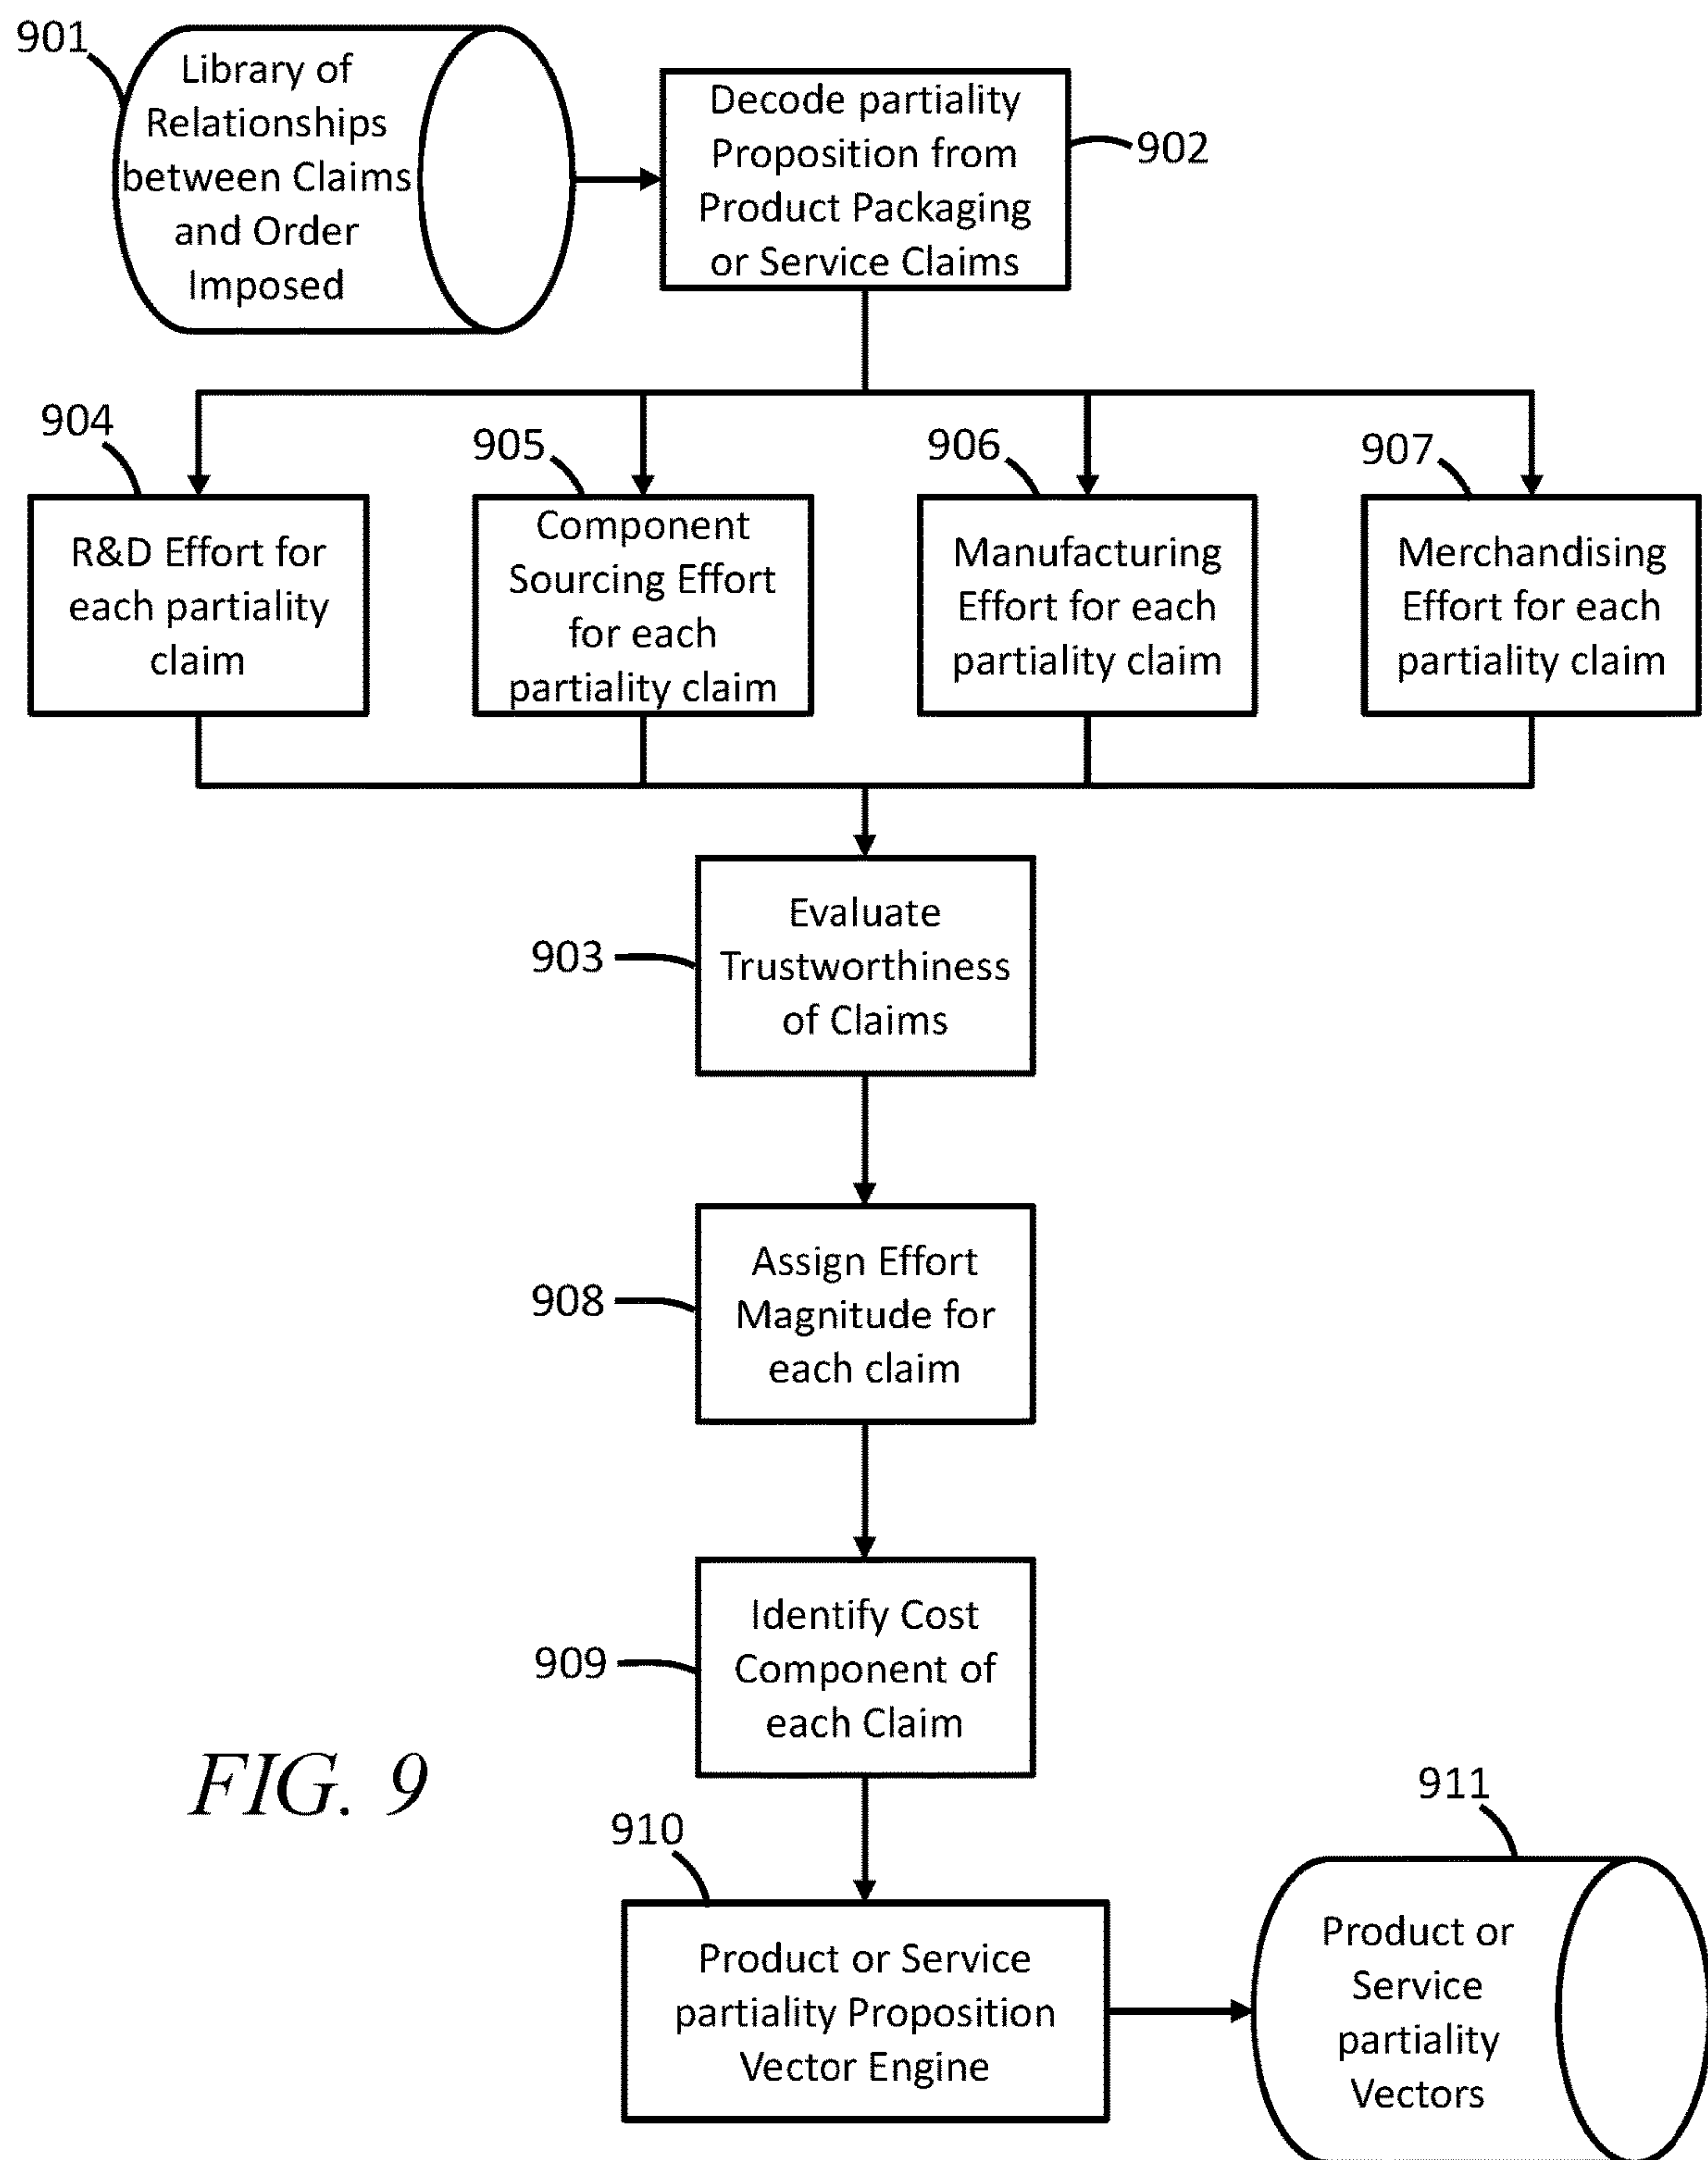 901
Library of
Relationships
between Claims
and Order
Imposed
Decode partiality
Proposition from
Product Packaging
or Service Claims
902
904
R&D Effort for
each partiality
claim
905
Component
Sourcing Effort
for each
partiality claim
906
Manufacturing
Effort for each
partiality claim
907
Merchandising
Effort for each
partiality claim
903
Evaluate
Trustworthiness
of Claims
908
Assign Effort
Magnitude for
each claim
909
Identify Cost
Component of
each Claim
FIG. 9
910
Product or Service
partiality Proposition
Vector Engine
911
Product or
Service
partiality
Vectors